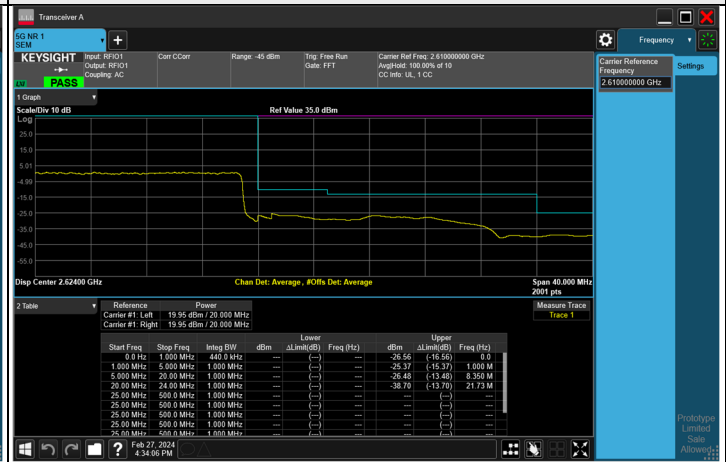 Transceiver A
5G NR 1
SEM
+
Frequency
KEYSIGHT
Input: RFIO1
Output: RFIO1
Coupling: AC
Corr CCorr
Range: -45 dBm
Trig: Free Run
Gate: FFT
Carrier Ref Freq: 2.610000000 GHz
Avg|Hold: 100.00% of 10
CC Info: UL, 1 CC
LXI
PASS
Carrier Reference
Frequency
2.610000000 GHz
Settings
1 Graph
Scale/Div 10 dB
Ref Value 35.0 dBm
Log
25.0
15.0
5.01
-4.99
-15.0
-25.0
-35.0
-45.0
-55.0
Disp Center 2.62400 GHz
Chan Det: Average, #Offs Det: Average
Span 40.000 MHz
2001 pts
2 Table
Reference Power
Carrier #1: Left 19.95 dBm / 20.000 MHz
Carrier #1: Right 19.95 dBm / 20.000 MHz
Measure Trace
Trace 1
Lower Upper
Start Freq Stop Freq Integ BW dBm ΔLimit(dB) Freq (Hz) dBm ΔLimit(dB) Freq (Hz)
0.0 Hz 1.000 MHz 440.0 kHz --- (---) --- -26.56 (-16.56) 0.0
1.000 MHz 5.000 MHz 1.000 MHz --- (---) --- -25.37 (-15.37) 1.000 M
5.000 MHz 20.00 MHz 1.000 MHz --- (---) --- -26.48 (-13.48) 8.350 M
20.00 MHz 24.00 MHz 1.000 MHz --- (---) --- -38.70 (-13.70) 21.73 M
25.00 MHz 500.0 MHz 1.000 MHz --- (---) --- --- (---) ---
25.00 MHz 500.0 MHz 1.000 MHz --- (---) --- --- (---) ---
25.00 MHz 500.0 MHz 1.000 MHz --- (---) --- --- (---) ---
25.00 MHz 500.0 MHz 1.000 MHz --- (---) --- --- (---) ---
25.00 MHz 500.0 MHz 1.000 MHz --- (---) --- --- (---) ---
Prototype
Limited
Sale
Allowed
?
Feb 27, 2024
4:34:06 PM